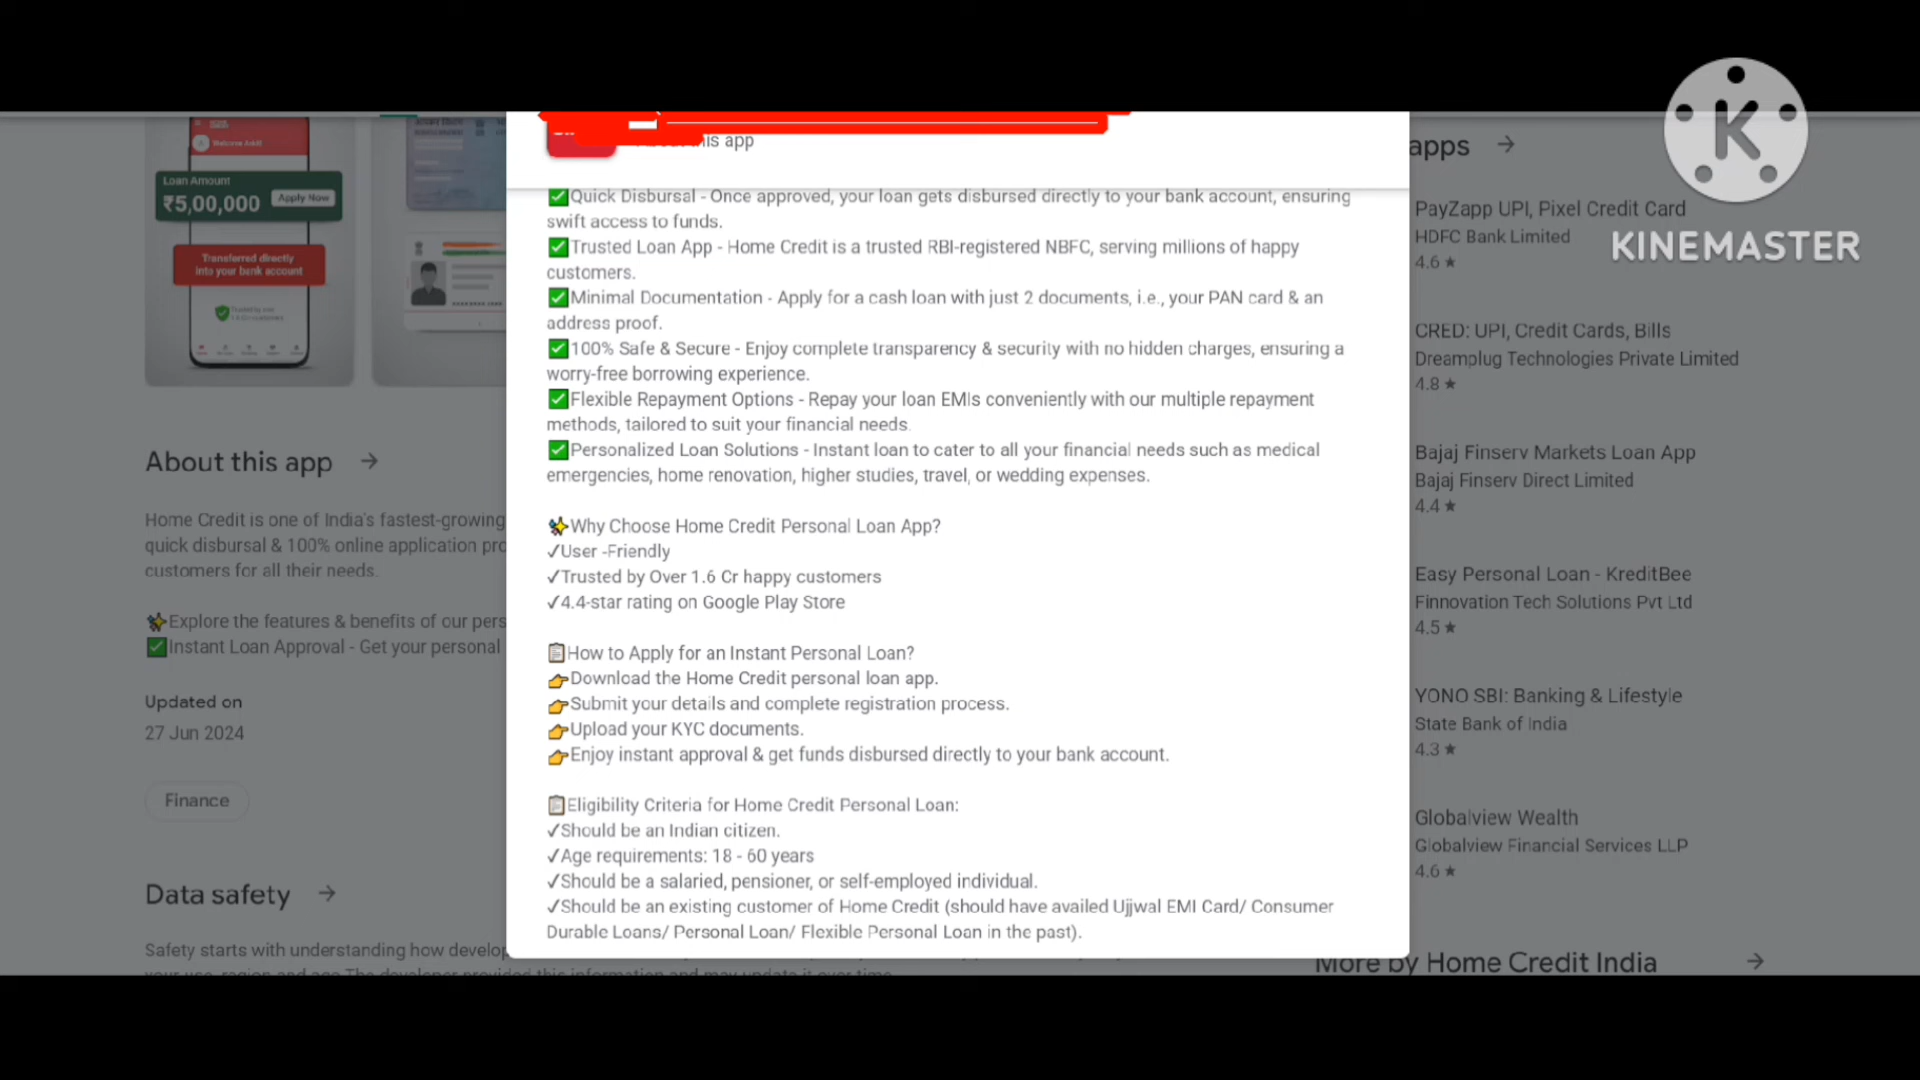 this app
Quick Disbursal - Once approved, your loan gets disbursed directly to your bank account, ensuring
swift access to funds.
Trusted Loan App - Home Credit is a trusted RBI-registered NBFC, serving millions of happy
customers.
Minimal Documentation - Apply for a cash loan with just 2 documents, i.e., your PAN card & an
address proof.
100% Safe & Secure - Enjoy complete transparency & security with no hidden charges, ensuring a
worry-free borrowing experience.
Flexible Repayment Options - Repay your loan EMIs conveniently with our multiple repayment
methods, tailored to suit your financial needs.
Personalized Loan Solutions - Instant loan to cater to all your financial needs such as medical
emergencies, home renovation, higher studies, travel, or wedding expenses.
Why Choose Home Credit Personal Loan App?
✓User -Friendly
✓Trusted by Over 1.6 Cr happy customers
✓4.4-star rating on Google Play Store
How to Apply for an Instant Personal Loan?
Download the Home Credit personal loan app.
Submit your details and complete registration process.
Upload your KYC documents.
Enjoy instant approval & get funds disbursed directly to your bank account.
Eligibility Criteria for Home Credit Personal Loan:
✓Should be an Indian citizen.
✓Age requirements: 18 - 60 years
✓Should be a salaried, pensioner, or self-employed individual.
✓Should be an existing customer of Home Credit (should have availed Ujjwal EMI Card/ Consumer
Durable Loans/ Personal Loan/ Flexible Personal Loan in the past).
Loan Amount
₹5,00,000 Apply Now
Transferred directly
into your bank account
About this app
Home Credit is one of India's fastest-growing
quick disbursal & 100% online application
customers for all their needs.
Explore the features & benefits of our
Instant Loan Approval - Get your personal
Updated on
27 Jun 2024
Finance
Data safety
Safety starts with understanding how
apps
PayZapp UPI, Pixel Credit Card
HDFC Bank Limited
4.6 ★
CRED: UPI, Credit Cards, Bills
Dreamplug Technologies Private Limited
4.8 ★
Bajaj Finserv Markets Loan App
Bajaj Finserv Direct Limited
4.4 ★
Easy Personal Loan - KreditBee
Finnovation Tech Solutions Pvt Ltd
4.5 ★
YONO SBI: Banking & Lifestyle
State Bank of India
4.3 ★
Globalview Wealth
Globalview Financial Services LLP
4.6 ★
More by Home Credit India
K
KINEMASTER